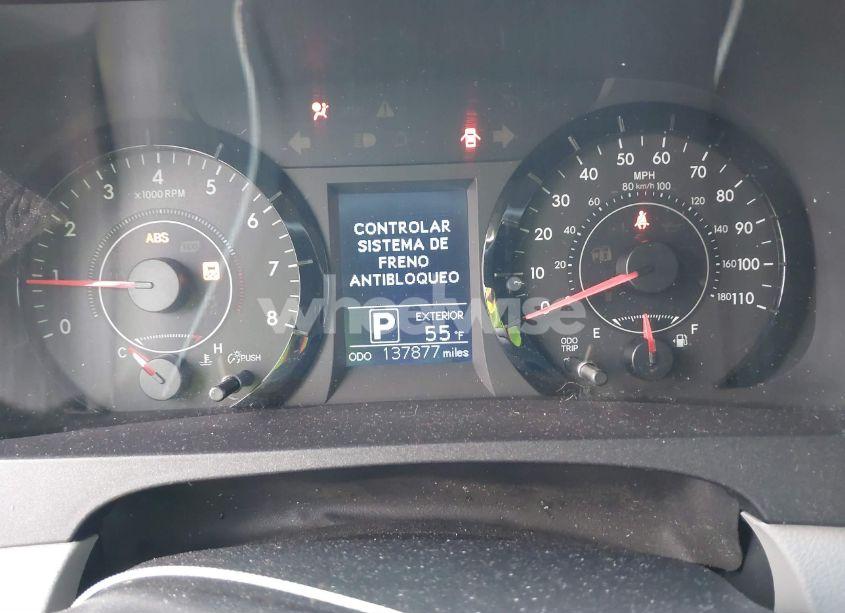 x1000 RPM
0 1 2 3 4 5 6 7 8
ABS
C H
PUSH
CONTROLAR
SISTEMA DE
FRENO
ANTIBLOQUEO
P EXTERIOR
55°F
ODO 137877 miles
MPH
80 km/h 100
0 10 20 30 40 50 60 70 80 90 100 110
20 40 60 120 140 160 180
E F
ODO
TRIP
wheelwise